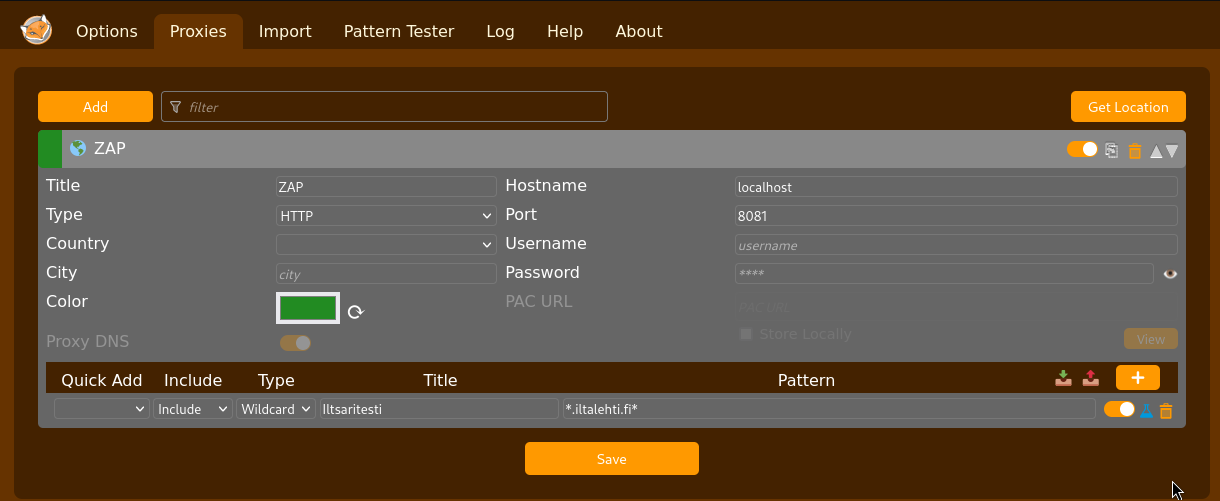 Options Proxies Import Pattern Tester Log Help About
Add filter Get Location
ZAP
Title ZAP Hostname localhost
Type HTTP Port 8081
Country Username username
City city Password ****
Color PAC URL PAC URL
Store Locally View
Proxy DNS
Quick Add Include Type Title Pattern +
Include Wildcard Iltsaritesti *.iltalehti.fi*
Save